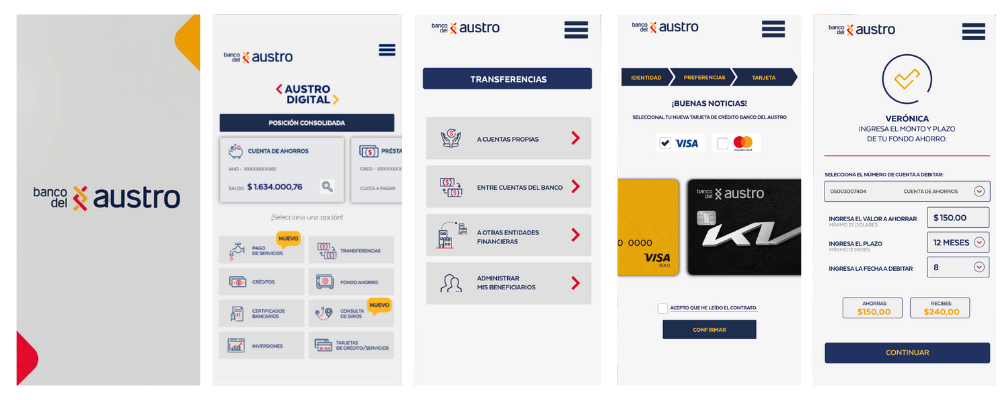 banco
del austro
banco
del austro
AUSTRO
DIGITAL
POSICIÓN CONSOLIDADA
CUENTA DE AHORROS
AHO - XXXXXXXXX
SALDO $1.634.000,76
PRÉSTA
CRED - XXXXXXX
CUOTA A PAGAR
¡Selecciona una opción!
NUEVO
PAGO
DE SERVICIOS
TRANSFERENCIAS
CRÉDITOS
FONDO AHORRO
CERTIFICADOS
BANCARIOS
NUEVO
CONSULTA
DE GIROS
INVERSIONES
TARJETAS
DE CRÉDITO/SERVICIOS
banco
del austro
TRANSFERENCIAS
A CUENTAS PROPIAS
ENTRE CUENTAS DEL BANCO
A OTRAS ENTIDADES
FINANCIERAS
ADMINISTRAR
MIS BENEFICIARIOS
banco
del austro
IDENTIDAD
PREFERENCIAS
TARJETA
¡BUENAS NOTICIAS!
SELECCIONAL TU NUEVA TARJETA DE CRÉDITO BANCO DEL AUSTRO
VISA
0 0000
VISA
GOLD
banco
del austro
ACEPTO QUE HE LEÍDO EL CONTRATO.
CONFIRMAR
banco
del austro
VERÓNICA
INGRESA EL MONTO Y PLAZO
DE TU FONDO AHORRO:
SELECCIONA EL NÚMERO DE CUENTA A DEBITAR:
05003007404 CUENTA DE AHORROS
INGRESA EL VALOR A AHORRAR
MÍNIMO 25 DÓLARES
$150.00
INGRESA EL PLAZO
MÍNIMO 12 MESES
12 MESES
INGRESA LA FECHA A DEBITAR
8
AHORRAS
$150,00
RECIBES
$240,00
CONTINUAR